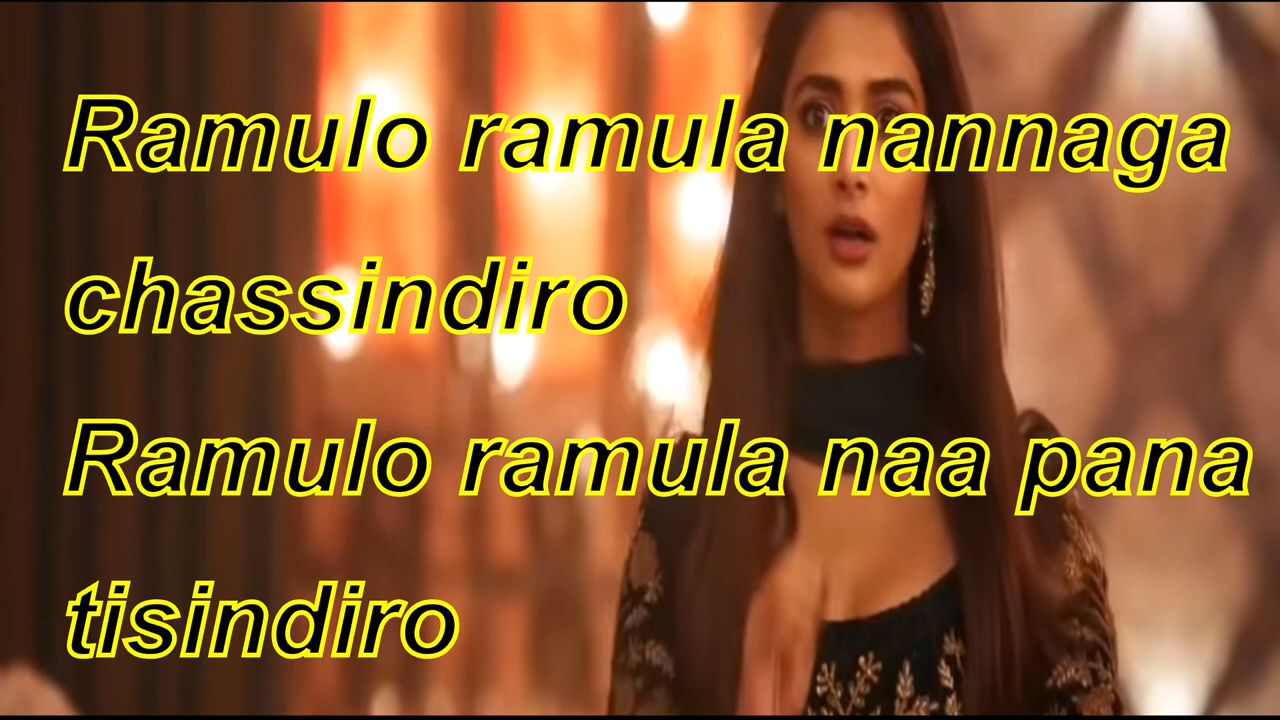 Ramulo ramula nannaga
chassindiro
Ramulo ramula naa pana
tisindiro